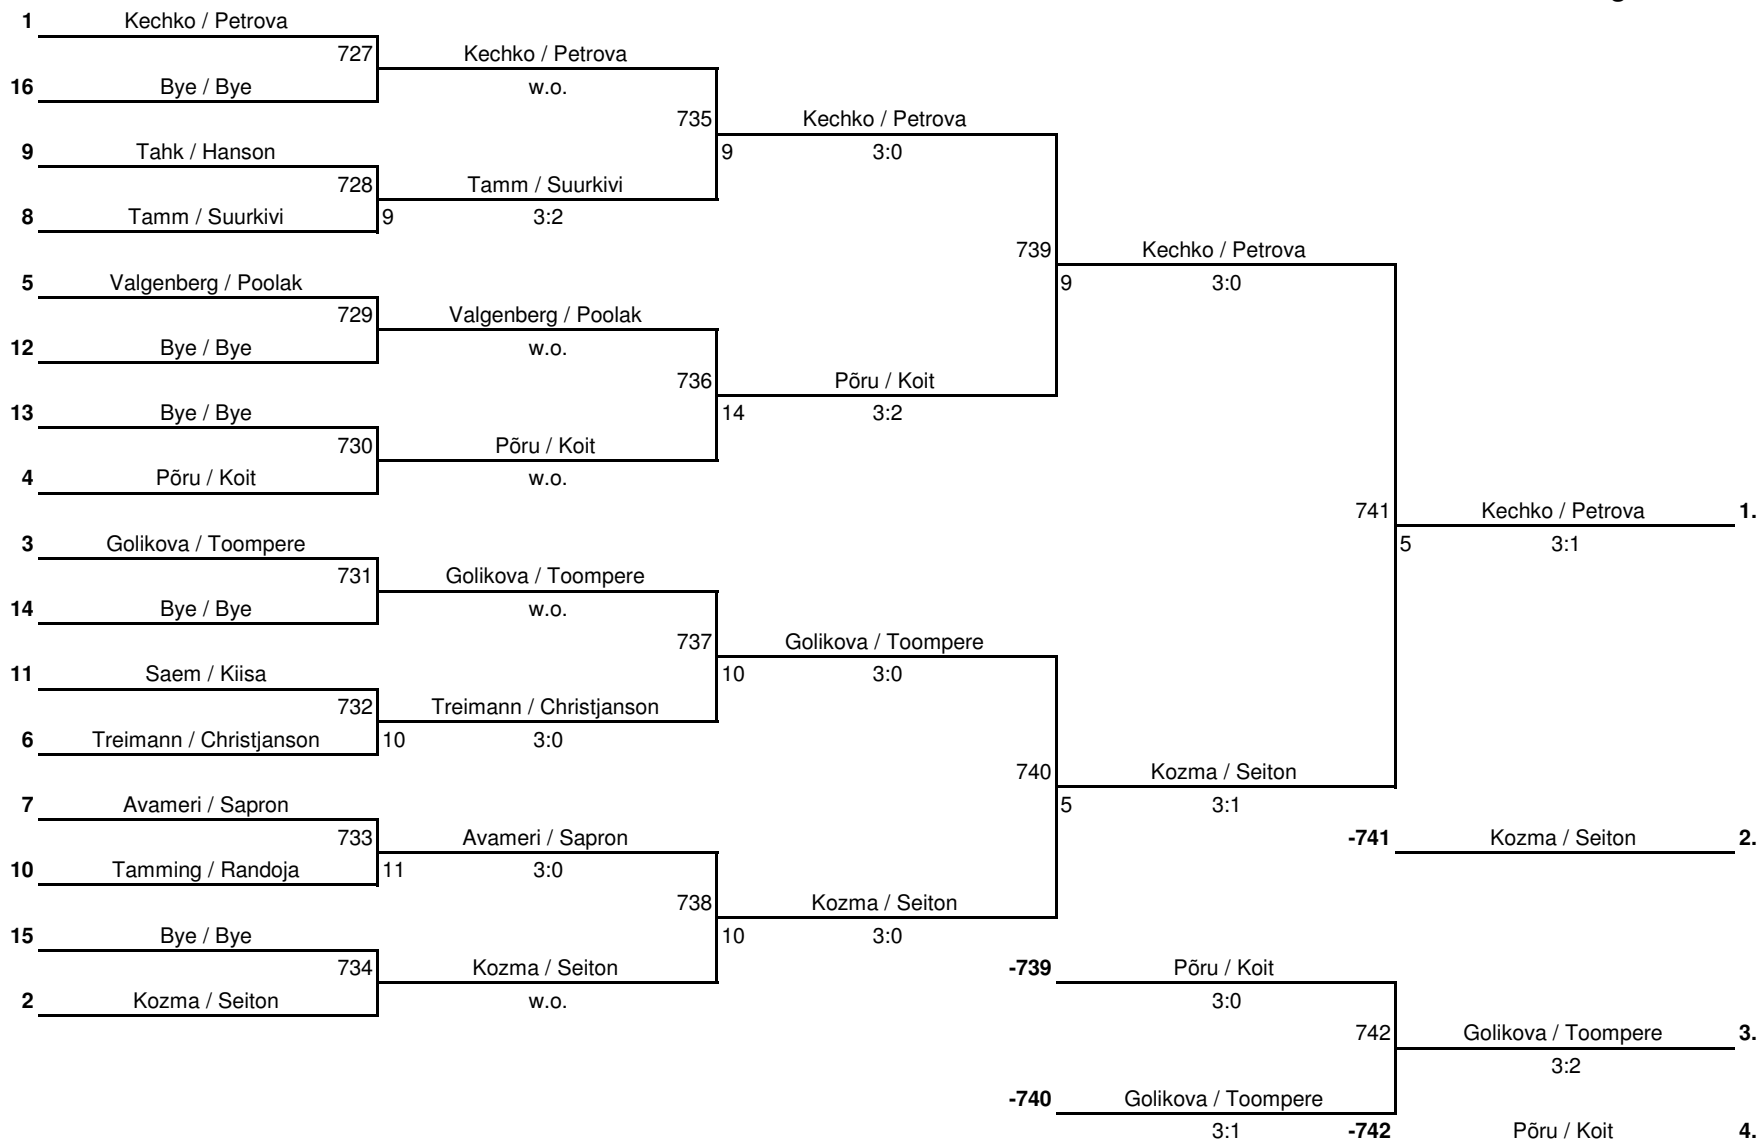 g
1 Kechko / Petrova
727 Kechko / Petrova
16 Bye / Bye w.o.
735 Kechko / Petrova
9 Tahk / Hanson 9 3:0
728 Tamm / Suurkivi
8 Tamm / Suurkivi 9 3:2
739 Kechko / Petrova
5 Valgenberg / Poolak 9 3:0
729 Valgenberg / Poolak
12 Bye / Bye w.o.
736 Põru / Koit
13 Bye / Bye 14 3:2
730 Põru / Koit
4 Põru / Koit w.o.
741 Kechko / Petrova 1.
3 Golikova / Toompere 5 3:1
731 Golikova / Toompere
14 Bye / Bye w.o.
737 Golikova / Toompere
11 Saem / Kiisa 10 3:0
732 Treimann / Christjanson
6 Treimann / Christjanson 10 3:0
740 Kozma / Seiton
7 Avameri / Sapron 5 3:1
733 Avameri / Sapron -741 Kozma / Seiton 2.
10 Tamming / Randoja 11 3:0
738 Kozma / Seiton
15 Bye / Bye 10 3:0
734 Kozma / Seiton -739 Põru / Koit
2 Kozma / Seiton w.o. 3:0
742 Golikova / Toompere 3.
3:2
-740 Golikova / Toompere
3:1 -742 Põru / Koit 4.